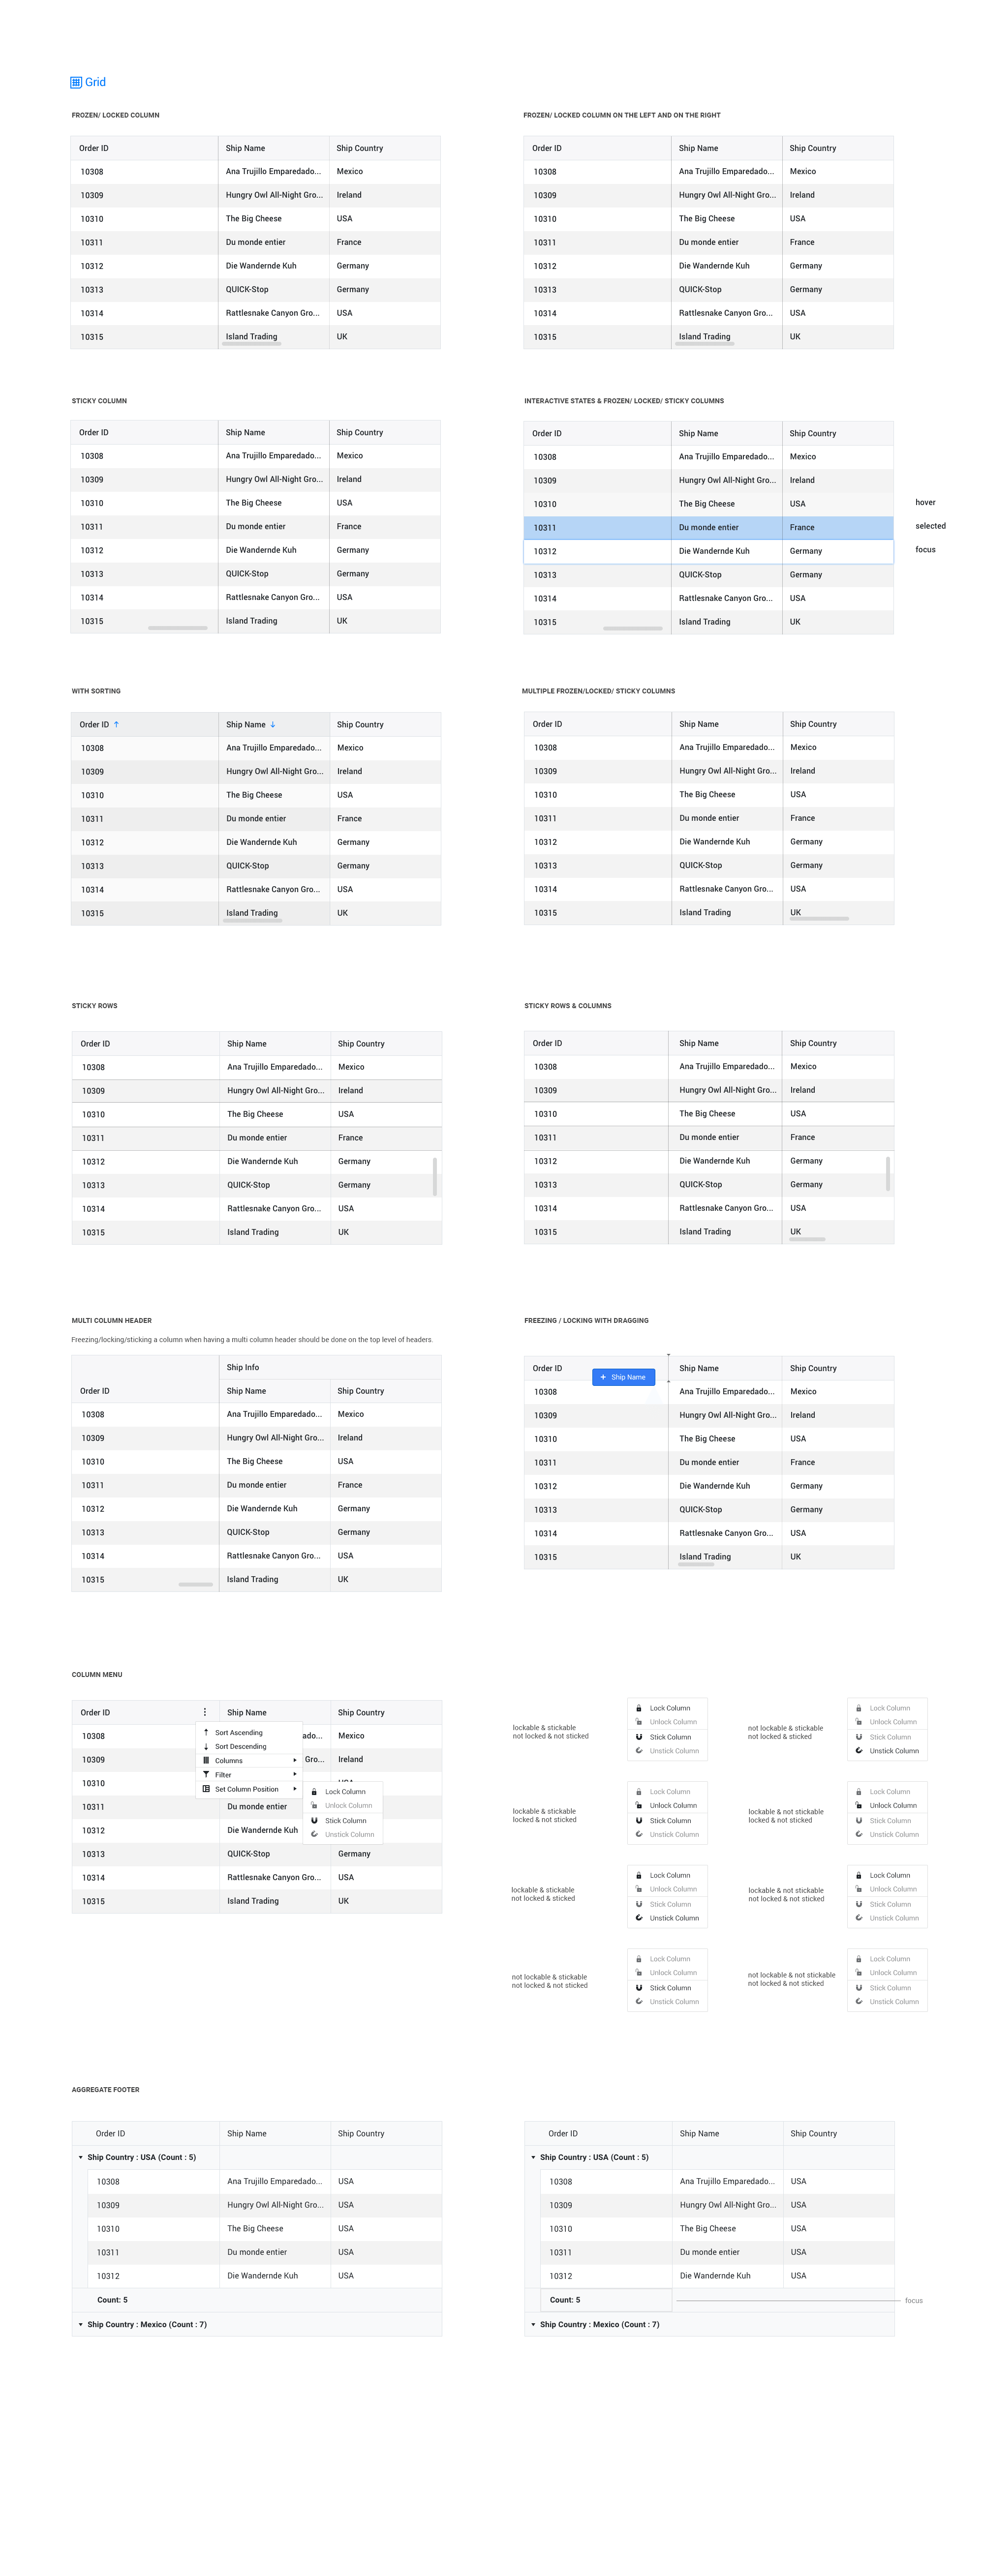 Grid
FROZEN/ LOCKED COLUMN
Order ID Ship Name Ship Country
10308 Ana Trujillo Emparedado... Mexico
10309 Hungry Owl All-Night Gro... Ireland
10310 The Big Cheese USA
10311 Du monde entier France
10312 Die Wandernde Kuh Germany
10313 QUICK-Stop Germany
10314 Rattlesnake Canyon Gro... USA
10315 Island Trading UK
FROZEN/ LOCKED COLUMN ON THE LEFT AND ON THE RIGHT
Order ID Ship Name Ship Country
10308 Ana Trujillo Emparedado... Mexico
10309 Hungry Owl All-Night Gro... Ireland
10310 The Big Cheese USA
10311 Du monde entier France
10312 Die Wandernde Kuh Germany
10313 QUICK-Stop Germany
10314 Rattlesnake Canyon Gro... USA
10315 Island Trading UK
STICKY COLUMN
Order ID Ship Name Ship Country
10308 Ana Trujillo Emparedado... Mexico
10309 Hungry Owl All-Night Gro... Ireland
10310 The Big Cheese USA
10311 Du monde entier France
10312 Die Wandernde Kuh Germany
10313 QUICK-Stop Germany
10314 Rattlesnake Canyon Gro... USA
10315 Island Trading UK
INTERACTIVE STATES & FROZEN/ LOCKED/ STICKY COLUMNS
Order ID Ship Name Ship Country
10308 Ana Trujillo Emparedado... Mexico
10309 Hungry Owl All-Night Gro... Ireland
10310 The Big Cheese USA hover
10311 Du monde entier France selected
10312 Die Wandernde Kuh Germany focus
10313 QUICK-Stop Germany
10314 Rattlesnake Canyon Gro... USA
10315 Island Trading UK
WITH SORTING
Order ID Ship Name Ship Country
10308 Ana Trujillo Emparedado... Mexico
10309 Hungry Owl All-Night Gro... Ireland
10310 The Big Cheese USA
10311 Du monde entier France
10312 Die Wandernde Kuh Germany
10313 QUICK-Stop Germany
10314 Rattlesnake Canyon Gro... USA
10315 Island Trading UK
MULTIPLE FROZEN/LOCKED/ STICKY COLUMNS
Order ID Ship Name Ship Country
10308 Ana Trujillo Emparedado... Mexico
10309 Hungry Owl All-Night Gro... Ireland
10310 The Big Cheese USA
10311 Du monde entier France
10312 Die Wandernde Kuh Germany
10313 QUICK-Stop Germany
10314 Rattlesnake Canyon Gro... USA
10315 Island Trading UK
STICKY ROWS
Order ID Ship Name Ship Country
10308 Ana Trujillo Emparedado... Mexico
10309 Hungry Owl All-Night Gro... Ireland
10310 The Big Cheese USA
10311 Du monde entier France
10312 Die Wandernde Kuh Germany
10313 QUICK-Stop Germany
10314 Rattlesnake Canyon Gro... USA
10315 Island Trading UK
STICKY ROWS & COLUMNS
Order ID Ship Name Ship Country
10308 Ana Trujillo Emparedado... Mexico
10309 Hungry Owl All-Night Gro... Ireland
10310 The Big Cheese USA
10311 Du monde entier France
10312 Die Wandernde Kuh Germany
10313 QUICK-Stop Germany
10314 Rattlesnake Canyon Gro... USA
10315 Island Trading UK
MULTI COLUMN HEADER
Freezing/locking/sticking a column when having a multi column header should be done on the top level of headers.
Ship Info
Order ID Ship Name Ship Country
10308 Ana Trujillo Emparedado... Mexico
10309 Hungry Owl All-Night Gro... Ireland
10310 The Big Cheese USA
10311 Du monde entier France
10312 Die Wandernde Kuh Germany
10313 QUICK-Stop Germany
10314 Rattlesnake Canyon Gro... USA
10315 Island Trading UK
FREEZING / LOCKING WITH DRAGGING
Order ID Ship Name Ship Country
+ Ship Name
10308 Ana Trujillo Emparedado... Mexico
10309 Hungry Owl All-Night Gro... Ireland
10310 The Big Cheese USA
10311 Du monde entier France
10312 Die Wandernde Kuh Germany
10313 QUICK-Stop Germany
10314 Rattlesnake Canyon Gro... USA
10315 Island Trading UK
COLUMN MENU
Order ID Ship Name Ship Country
10308 ado... Mexico
10309 Gro... Ireland
10310 USA
10311 Du monde entier
10312 Die Wandernde Kuh
10313 QUICK-Stop Germany
10314 Rattlesnake Canyon Gro... USA
10315 Island Trading UK
Sort Ascending
Sort Descending
Columns
Filter
Set Column Position
Lock Column
Unlock Column
Stick Column
Unstick Column
lockable & stickable
not locked & not sticked
Lock Column
Unlock Column
Stick Column
Unstick Column
not lockable & stickable
not locked & sticked
Lock Column
Unlock Column
Stick Column
Unstick Column
lockable & stickable
locked & not sticked
Lock Column
Unlock Column
Stick Column
Unstick Column
lockable & not stickable
locked & not sticked
Lock Column
Unlock Column
Stick Column
Unstick Column
lockable & stickable
not locked & sticked
Lock Column
Unlock Column
Stick Column
Unstick Column
lockable & not stickable
not locked & not sticked
Lock Column
Unlock Column
Stick Column
Unstick Column
not lockable & stickable
not locked & not sticked
Lock Column
Unlock Column
Stick Column
Unstick Column
not lockable & not stickable
not locked & not sticked
Lock Column
Unlock Column
Stick Column
Unstick Column
AGGREGATE FOOTER
Order ID Ship Name Ship Country
Ship Country : USA (Count : 5)
10308 Ana Trujillo Emparedado... USA
10309 Hungry Owl All-Night Gro... USA
10310 The Big Cheese USA
10311 Du monde entier USA
10312 Die Wandernde Kuh USA
Count: 5
Ship Country : Mexico (Count : 7)
Order ID Ship Name Ship Country
Ship Country : USA (Count : 5)
10308 Ana Trujillo Emparedado... USA
10309 Hungry Owl All-Night Gro... USA
10310 The Big Cheese USA
10311 Du monde entier USA
10312 Die Wandernde Kuh USA
Count: 5 focus
Ship Country : Mexico (Count : 7)